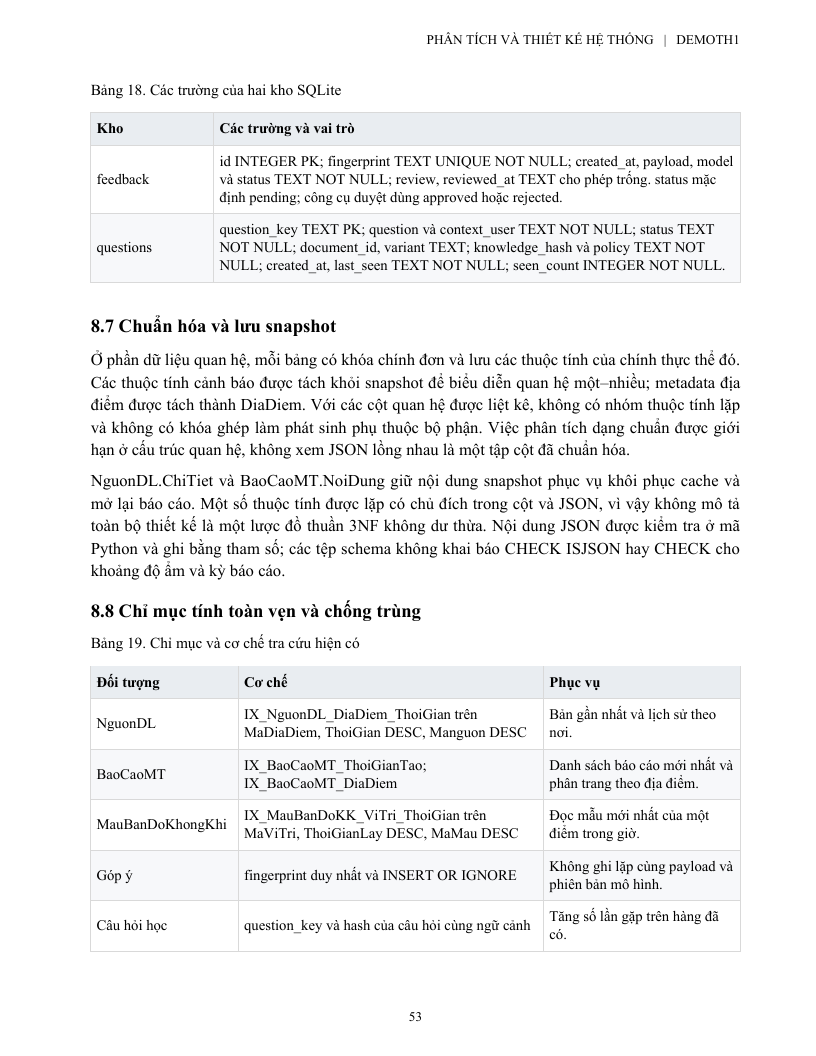 PHÂN TÍCH VÀ THIẾT KẾ HỆ THỐNG | DEMOTH1
Bảng 18. Các trường của hai kho SQLite
Kho
Các trường và vai trò
feedback
id INTEGER PK; fingerprint TEXT UNIQUE NOT NULL; created_at, payload, model
và status TEXT NOT NULL; review, reviewed_at TEXT cho phép trống. status mặc
định pending; công cụ duyệt dùng approved hoặc rejected.
questions
question_key TEXT PK; question và context_user TEXT NOT NULL; status TEXT
NOT NULL; document_id, variant TEXT; knowledge_hash và policy TEXT NOT
NULL; created_at, last_seen TEXT NOT NULL; seen_count INTEGER NOT NULL.
8.7 Chuẩn hóa và lưu snapshot
Ở phần dữ liệu quan hệ, mỗi bảng có khóa chính đơn và lưu các thuộc tính của chính thực thể đó.
Các thuộc tính cảnh báo được tách khỏi snapshot để biểu diễn quan hệ một–nhiều; metadata địa
điểm được tách thành DiaDiem. Với các cột quan hệ được liệt kê, không có nhóm thuộc tính lặp
và không có khóa ghép làm phát sinh phụ thuộc bộ phận. Việc phân tích dạng chuẩn được giới
hạn ở cấu trúc quan hệ, không xem JSON lồng nhau là một tập cột đã chuẩn hóa.
NguonDL.ChiTiet và BaoCaoMT.NoiDung giữ nội dung snapshot phục vụ khôi phục cache và
mở lại báo cáo. Một số thuộc tính được lặp có chủ đích trong cột và JSON, vì vậy không mô tả
toàn bộ thiết kế là một lược đồ thuần 3NF không dư thừa. Nội dung JSON được kiểm tra ở mã
Python và ghi bằng tham số; các tệp schema không khai báo CHECK ISJSON hay CHECK cho
khoảng độ ẩm và kỳ báo cáo.
8.8 Chỉ mục tính toàn vẹn và chống trùng
Bảng 19. Chỉ mục và cơ chế tra cứu hiện có
Đối tượng
Cơ chế
Phục vụ
NguonDL
IX_NguonDL_DiaDiem_ThoiGian trên
MaDiaDiem, ThoiGian DESC, Manguon DESC
Bản gần nhất và lịch sử theo
nơi.
BaoCaoMT
IX_BaoCaoMT_ThoiGianTao;
IX_BaoCaoMT_DiaDiem
Danh sách báo cáo mới nhất và
phân trang theo địa điểm.
MauBanDoKhongKhi
IX_MauBanDoKK_ViTri_ThoiGian trên
MaViTri, ThoiGianLay DESC, MaMau DESC
Đọc mẫu mới nhất của một
điểm trong giờ.
Góp ý
fingerprint duy nhất và INSERT OR IGNORE
Không ghi lặp cùng payload và
phiên bản mô hình.
Câu hỏi học
question_key và hash của câu hỏi cùng ngữ cảnh
Tăng số lần gặp trên hàng đã
có.
53